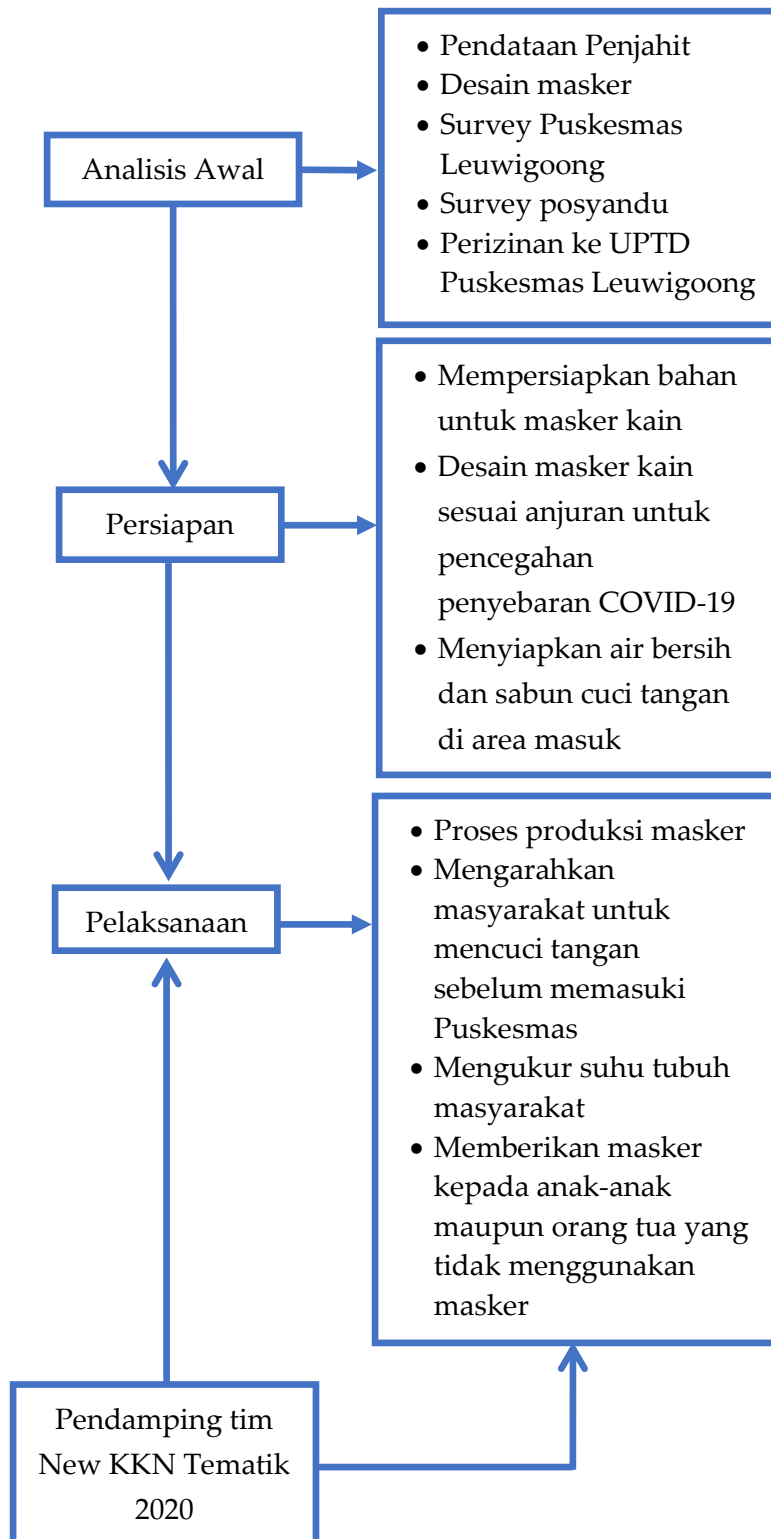 Analisis Awal
• Pendataan Penjahit
• Desain masker
• Survey Puskesmas
Leuwigoong
• Survey posyandu
• Perizinan ke UPTD
Puskesmas Leuwigoong
Persiapan
• Mempersiapkan bahan
untuk masker kain
• Desain masker kain
sesuai anjuran untuk
pencegahan
penyebaran COVID-19
• Menyiapkan air bersih
dan sabun cuci tangan
di area masuk
Pelaksanaan
• Proses produksi masker
• Mengarahkan
masyarakat untuk
mencuci tangan
sebelum memasuki
Puskesmas
• Mengukur suhu tubuh
masyarakat
• Memberikan masker
kepada anak-anak
maupun orang tua yang
tidak menggunakan
masker
Pendamping tim
New KKN Tematik
2020